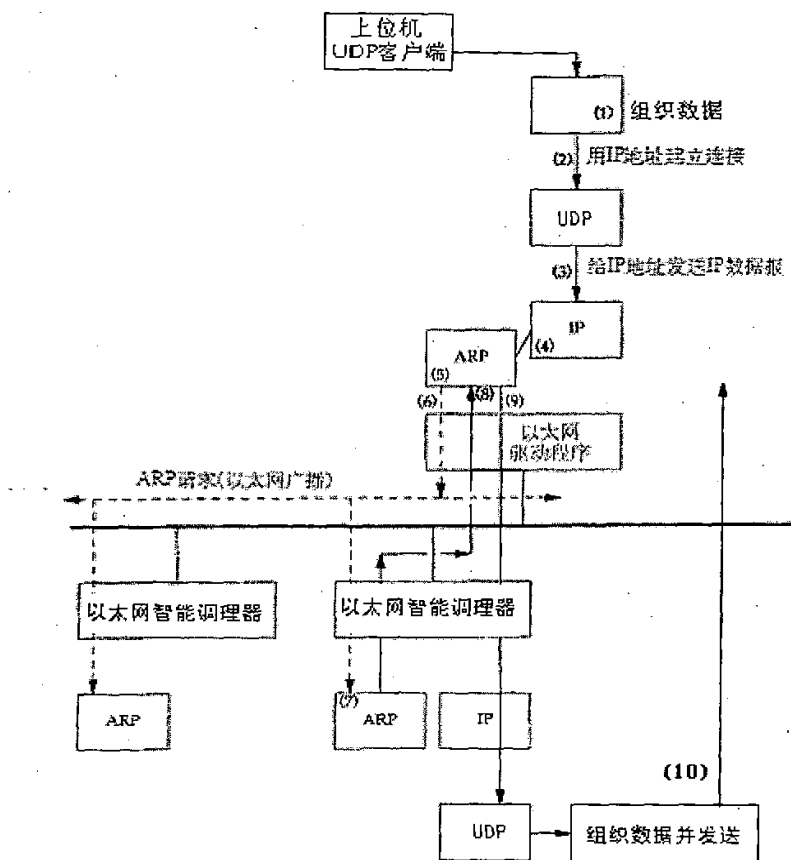 上位机
UDP客户端
(1) 组织数据
(2) 用IP地址建立连接
UDP
(3) 给IP地址发送IP数据报
IP
(4)
ARP
(5)
(6) (8) (9)
以太网
驱动程序
ARP请求(以太网广播)
以太网智能调理器
以太网智能调理器
ARP
(7) ARP
IP
(10)
UDP
组织数据并发送